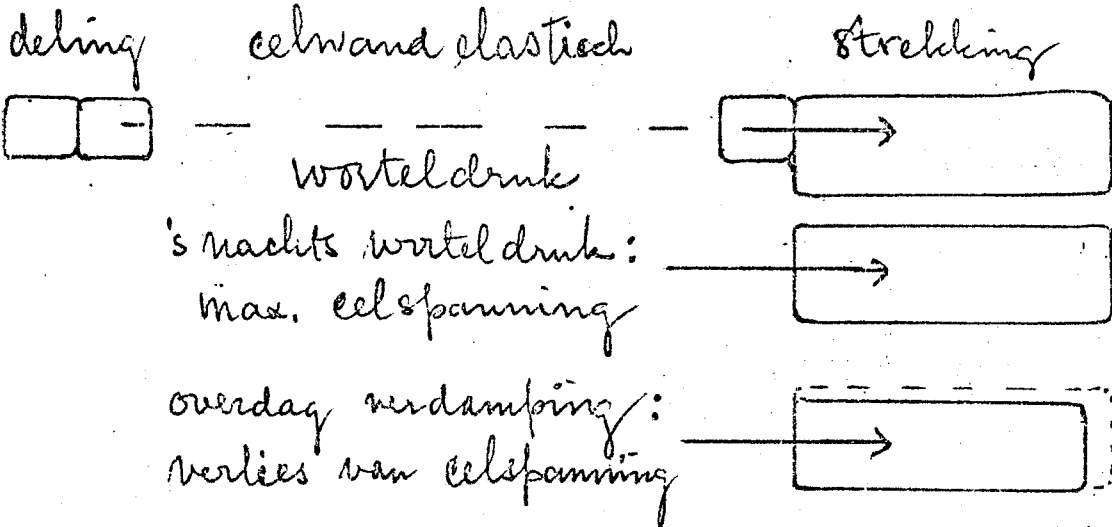 deling celwand elastisch strekking
worteldruk
's nachts worteldruk:
max. celspanning
overdag verdamping:
verlies van celspanning